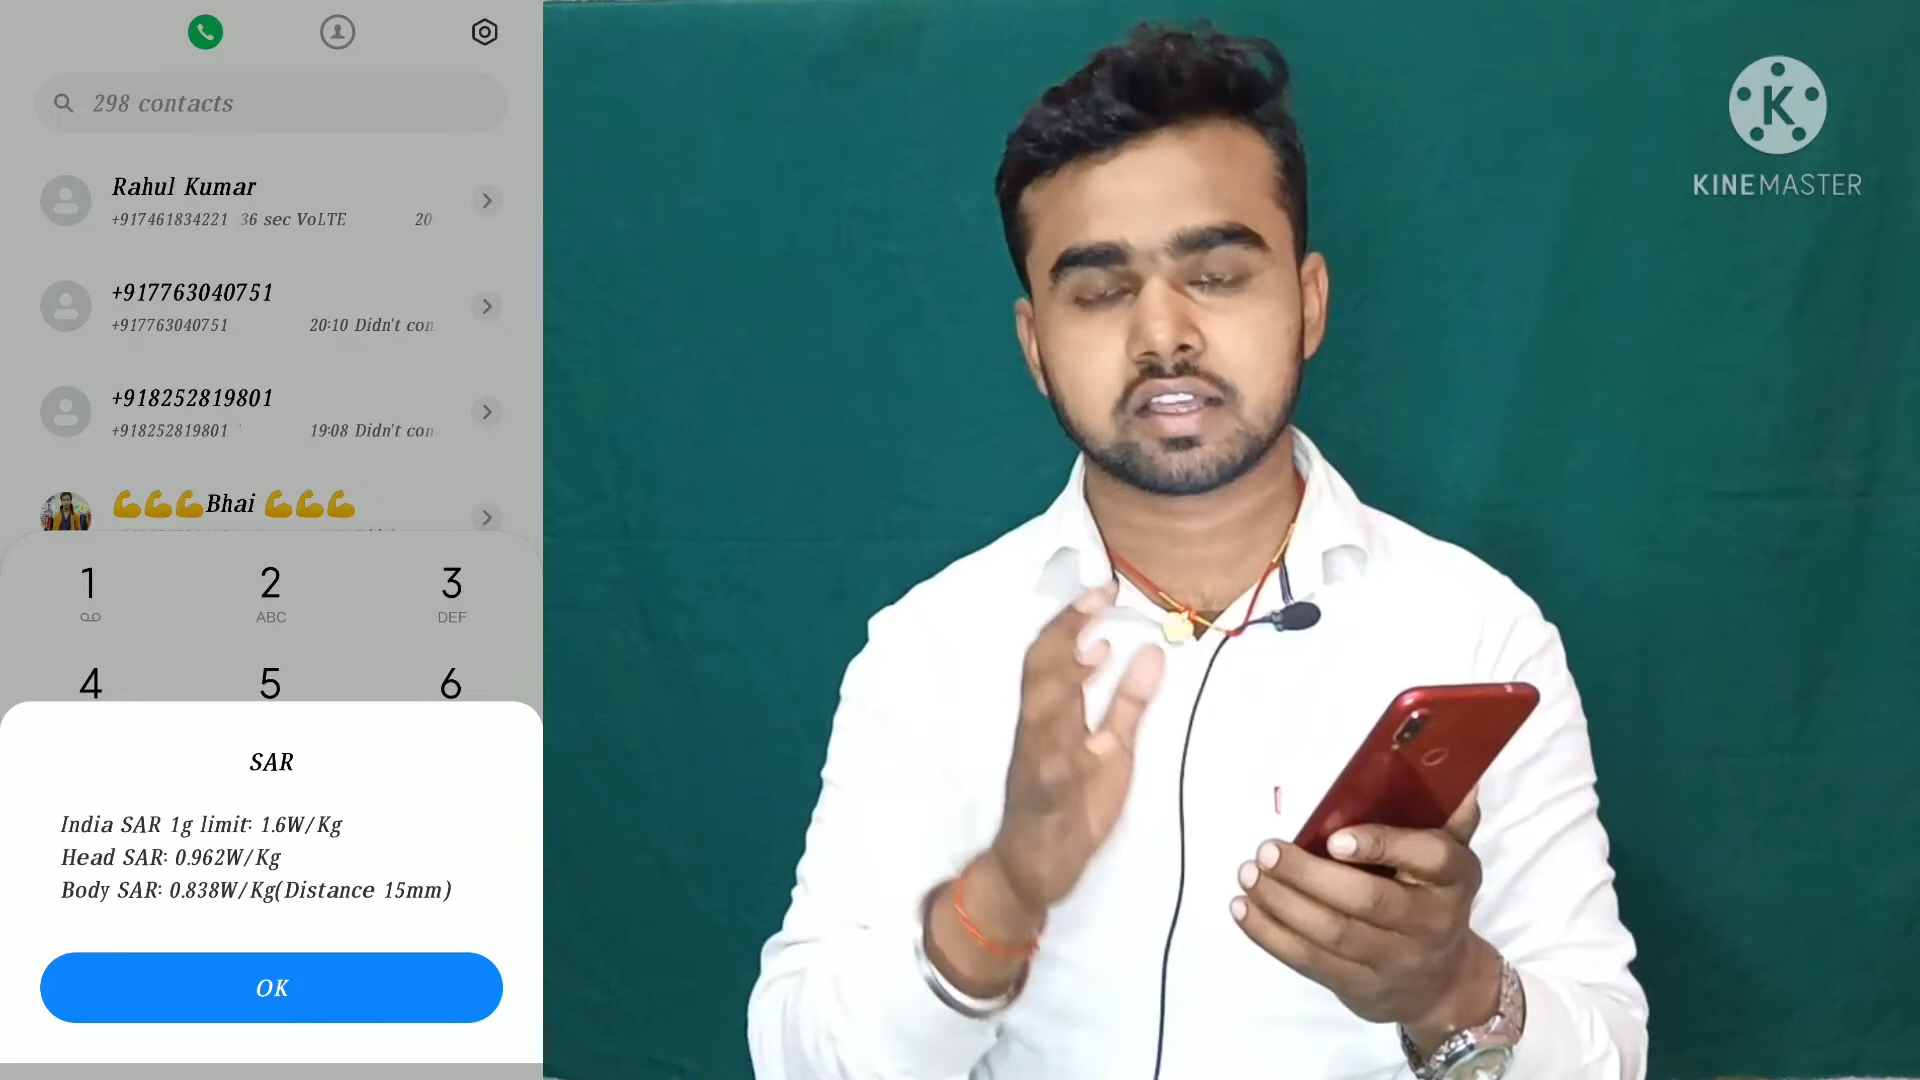 298 contacts
Rahul Kumar
+917461834221 36 sec VoLTE 20
+917763040751
+917763040751 20:10 Didn't con
+918252819801
+918252819801 19:08 Didn't con
💪💪💪Bhai 💪💪💪
1 2 3
ABC DEF
4 5 6
SAR
India SAR 1g limit: 1.6W/Kg
Head SAR: 0.962W/Kg
Body SAR: 0.838W/Kg(Distance 15mm)
OK
K
KINEMASTER